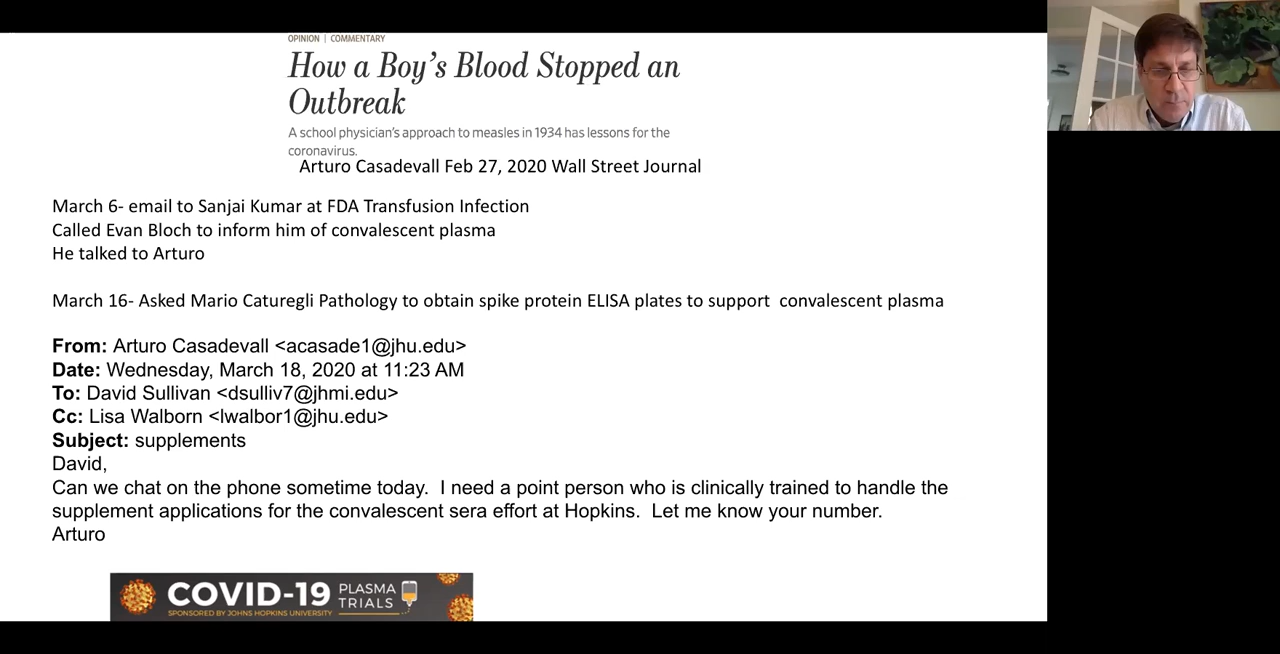 OPINION | COMMENTARY
How a Boy's Blood Stopped an
Outbreak
A school physician's approach to measles in 1934 has lessons for the
coronavirus.
Arturo Casadevall Feb 27, 2020 Wall Street Journal
March 6- email to Sanjai Kumar at FDA Transfusion Infection
Called Evan Bloch to inform him of convalescent plasma
He talked to Arturo
March 16- Asked Mario Caturegli Pathology to obtain spike protein ELISA plates to support  convalescent plasma
From: Arturo Casadevall <acasade1@jhu.edu>
Date: Wednesday, March 18, 2020 at 11:23 AM
To: David Sullivan <dsulliv7@jhmi.edu>
Cc: Lisa Walborn <lwalbor1@jhu.edu>
Subject: supplements
David,
Can we chat on the phone sometime today.  I need a point person who is clinically trained to handle the
supplement applications for the convalescent sera effort at Hopkins.  Let me know your number.
Arturo
COVID-19 PLASMA TRIALS
SPONSORED BY JOHNS HOPKINS UNIVERSITY